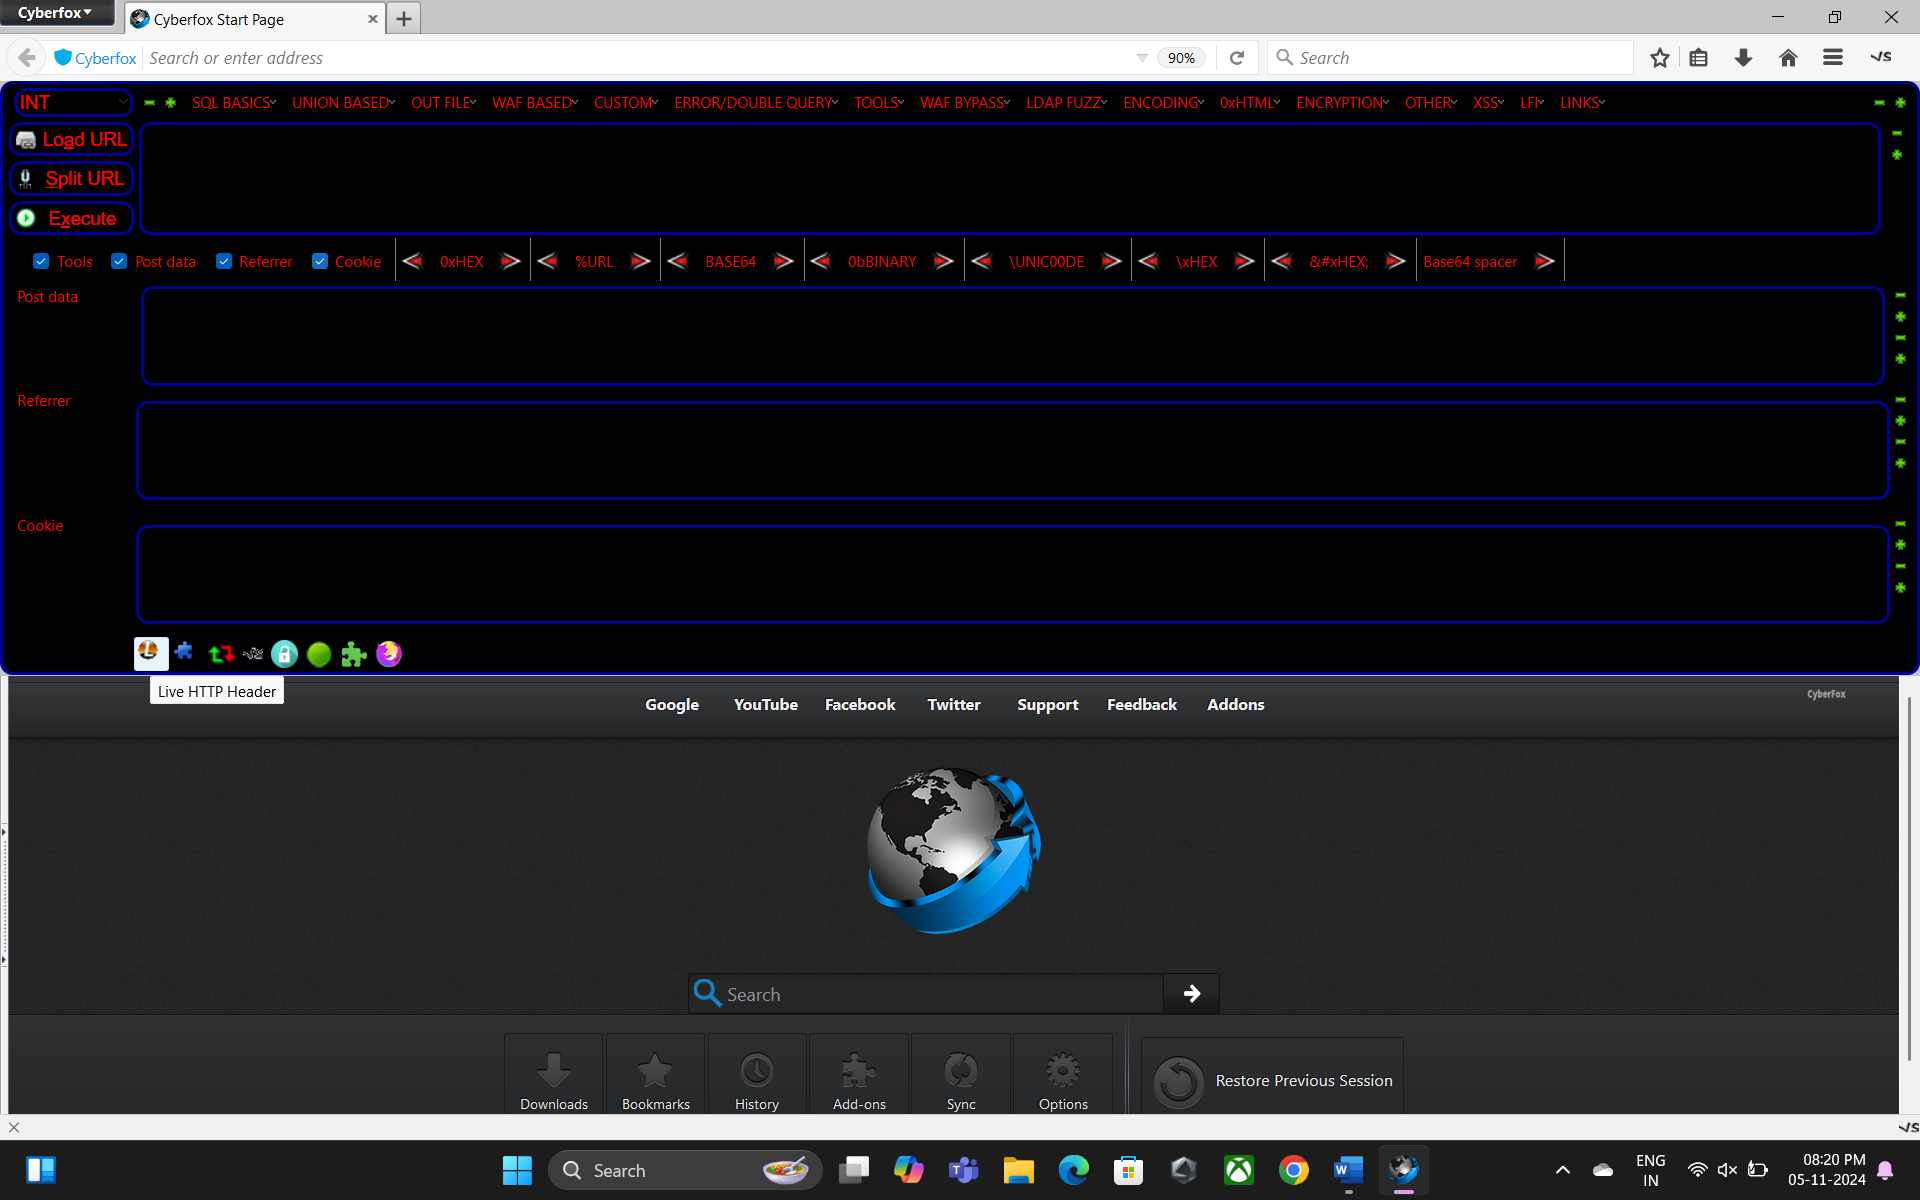 Cyberfox
Cyberfox Start Page
Cyberfox
Search or enter address
90%
Search
INT
SQL BASICS
UNION BASED
OUT FILE
WAF BASED
CUSTOM
ERROR/DOUBLE QUERY
TOOLS
WAF BYPASS
LDAP FUZZ
ENCODING
0xHTML
ENCRYPTION
OTHER
XSS
LFI
LINKS
Load URL
Split URL
Execute
Tools
Post data
Referrer
Cookie
0xHEX
%URL
BASE64
0bBINARY
\UNIC00DE
\xHEX
&#xHEX;
Base64 spacer
Post data
Referrer
Cookie
Live HTTP Header
Google
YouTube
Facebook
Twitter
Support
Feedback
Addons
CyberFox
Search
Downloads
Bookmarks
History
Add-ons
Sync
Options
Restore Previous Session
Search
ENG
IN
08:20 PM
05-11-2024